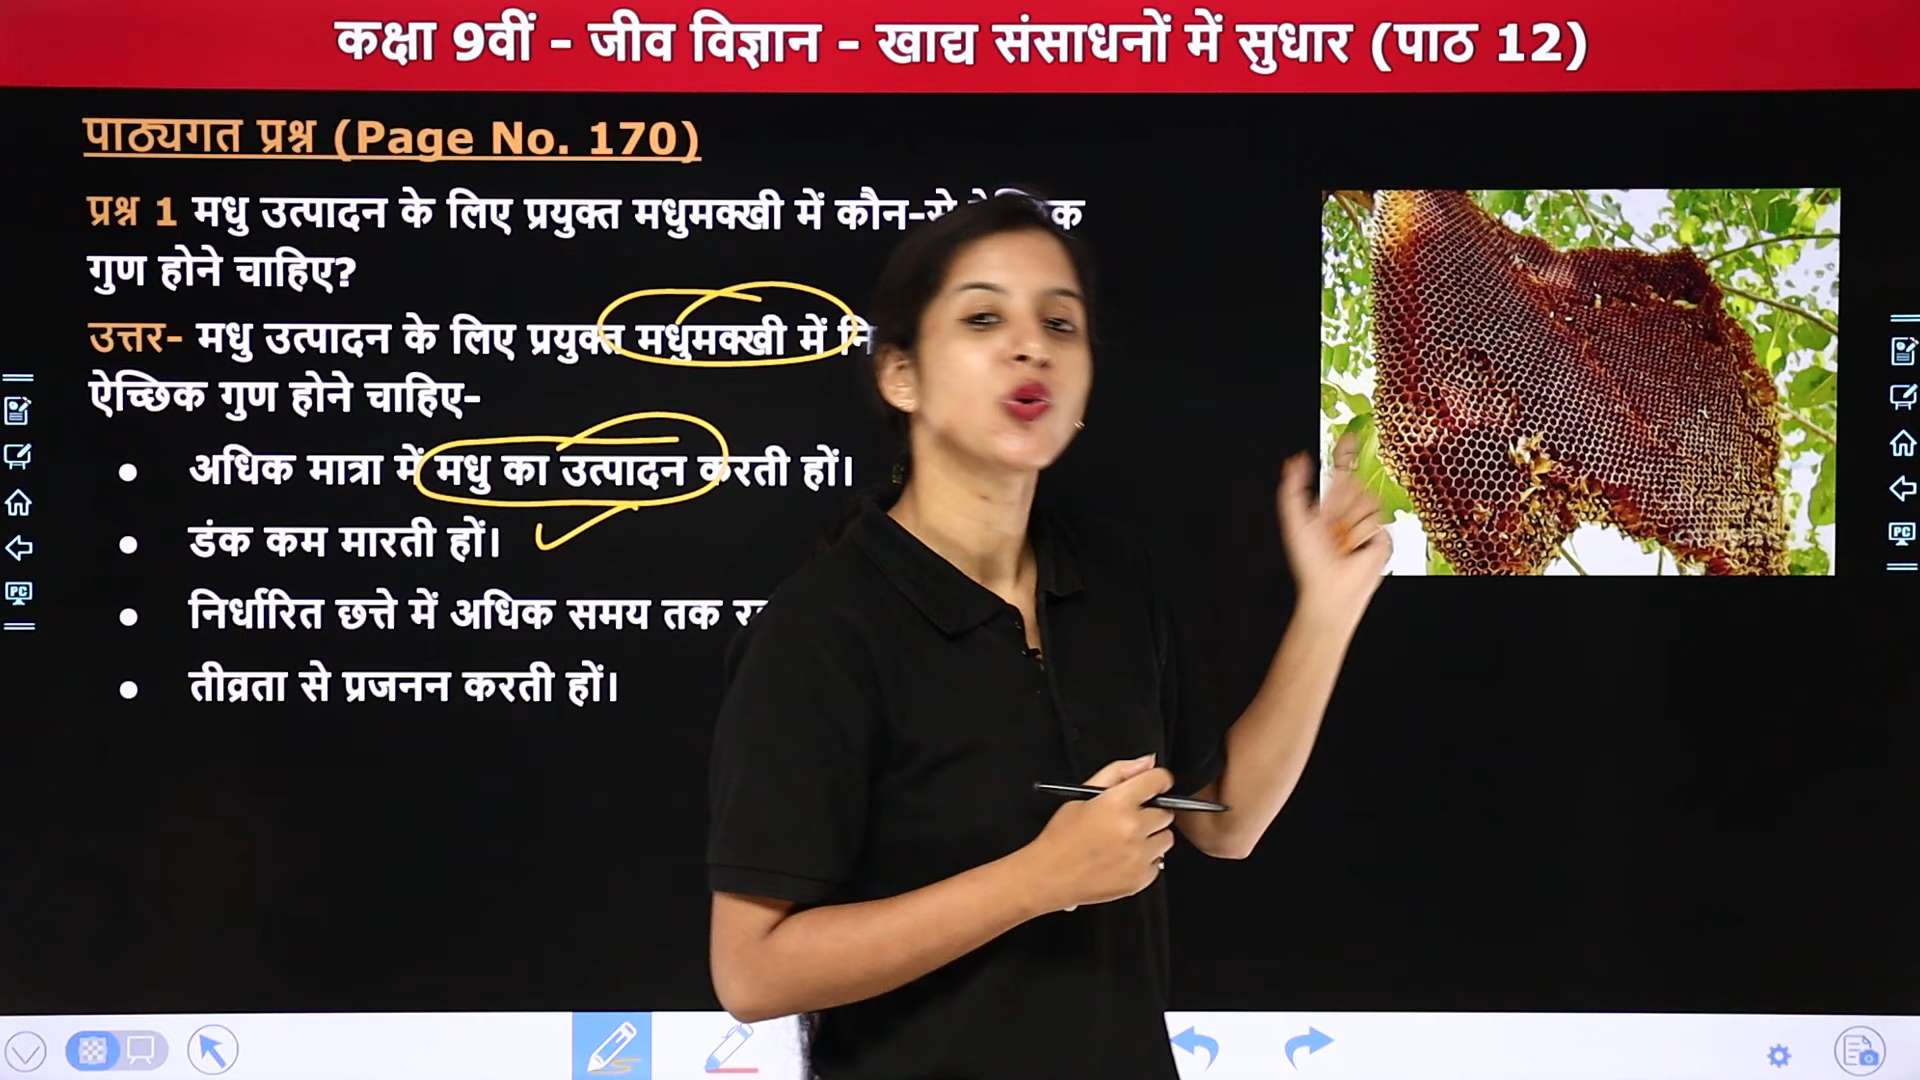 कक्षा 9वीं - जीव विज्ञान - खाद्य संसाधनों में सुधार (पाठ 12)
पाठ्यगत प्रश्न (Page No. 170)
प्रश्न 1 मधु उत्पादन के लिए प्रयुक्त मधुमक्खी में कौन-से
गुण होने चाहिए?
उत्तर- मधु उत्पादन के लिए प्रयुक्त मधुमक्खी में
ऐच्छिक गुण होने चाहिए-
● अधिक मात्रा में मधु का उत्पादन करती हों।
● डंक कम मारती हों।
● निर्धारित छत्ते में अधिक समय तक
● तीव्रता से प्रजनन करती हों।
PC
PC